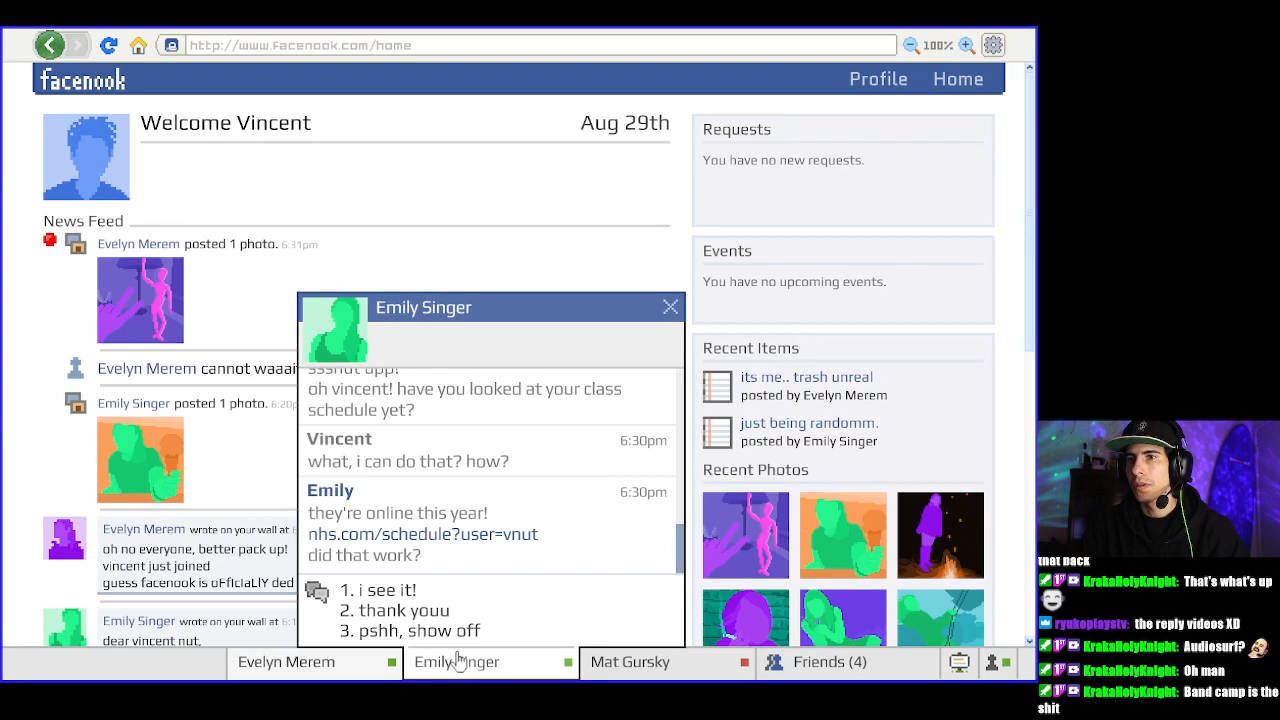 http://www.facenook.com/home
100%
facenook
Profile
Home
Welcome Vincent
Aug 29th
News Feed
Evelyn Merem posted 1 photo. 6:31pm
Evelyn Merem cannot waaai
Emily Singer posted 1 photo. 6:20p
Evelyn Merem wrote on your wall at
oh no everyone, better pack up!
vincent just joined
guess facenook is oFfIciaLlY ded
Emily Singer wrote on your wall at 6:1
dear vincent nut,
Emily Singer
oh vincent! have you looked at your class
schedule yet?
Vincent 6:30pm
what, i can do that? how?
Emily 6:30pm
they're online this year!
nhs.com/schedule?user=vnut
did that work?
1. i see it!
2. thank youu
3. pshh, show off
Requests
You have no new requests.
Events
You have no upcoming events.
Recent Items
its me.. trash unreal
posted by Evelyn Merem
just being randomm.
posted by Emily Singer
Recent Photos
Evelyn Merem
Emily Singer
Mat Gursky
Friends (4)
that pack
KrakaHolyKnight: That's what's up
ryukoplaystv: the reply videos XD
KrakaHolyKnight: Audiosurf?
KrakaHolyKnight: Oh man
KrakaHolyKnight: Band camp is the
shit